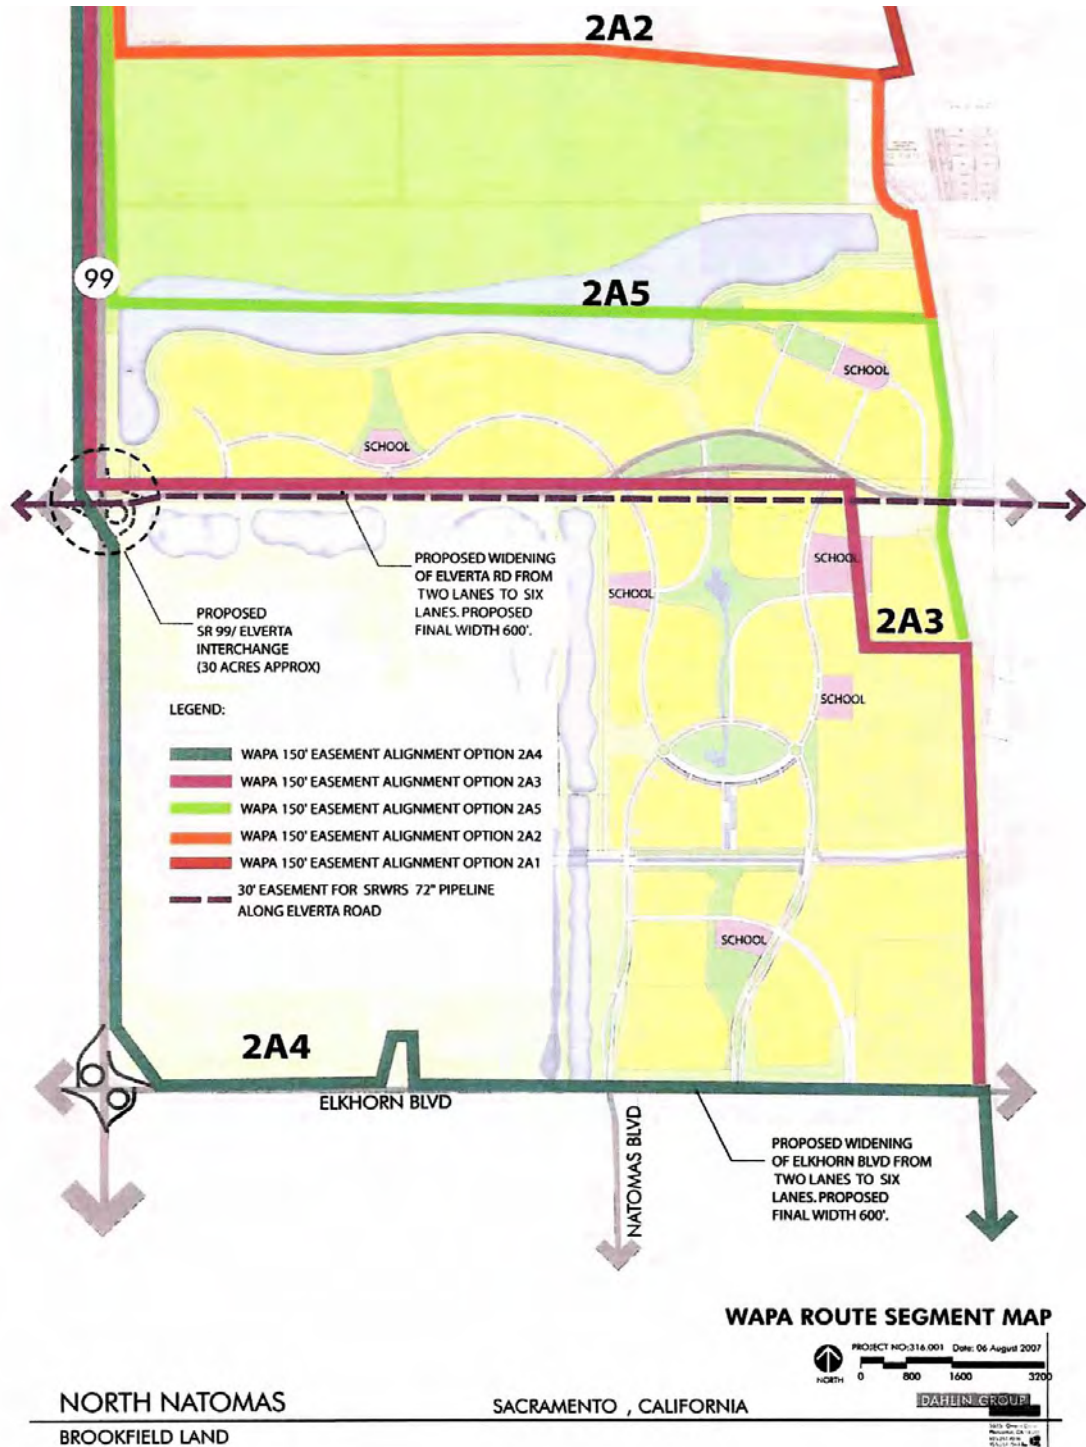 2A2
99
2A5
SCHOOL
SCHOOL
PROPOSED WIDENING
OF ELVERTA RD FROM
TWO LANES TO SIX
LANES. PROPOSED
FINAL WIDTH 600'.
SCHOOL
SCHOOL
PROPOSED
SR 99/ ELVERTA
INTERCHANGE
(30 ACRES APPROX)
2A3
SCHOOL
LEGEND:
WAPA 150' EASEMENT ALIGNMENT OPTION 2A4
WAPA 150' EASEMENT ALIGNMENT OPTION 2A3
WAPA 150' EASEMENT ALIGNMENT OPTION 2A5
WAPA 150' EASEMENT ALIGNMENT OPTION 2A2
WAPA 150' EASEMENT ALIGNMENT OPTION 2A1
30' EASEMENT FOR SRWRS 72" PIPELINE
ALONG ELVERTA ROAD
SCHOOL
2A4
ELKHORN BLVD
NATOMAS BLVD
PROPOSED WIDENING
OF ELKHORN BLVD FROM
TWO LANES TO SIX
LANES. PROPOSED
FINAL WIDTH 600'.
WAPA ROUTE SEGMENT MAP
PROJECT NO:316.001 Date: 06 August 2007
NORTH
0 800 1600 3200
DAHLIN GROUP
NORTH NATOMAS
SACRAMENTO , CALIFORNIA
BROOKFIELD LAND